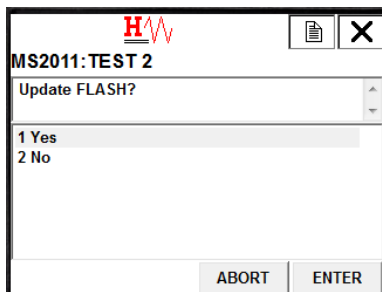 H
MS2011:TEST 2
Update FLASH?
1 Yes
2 No
ABORT
ENTER